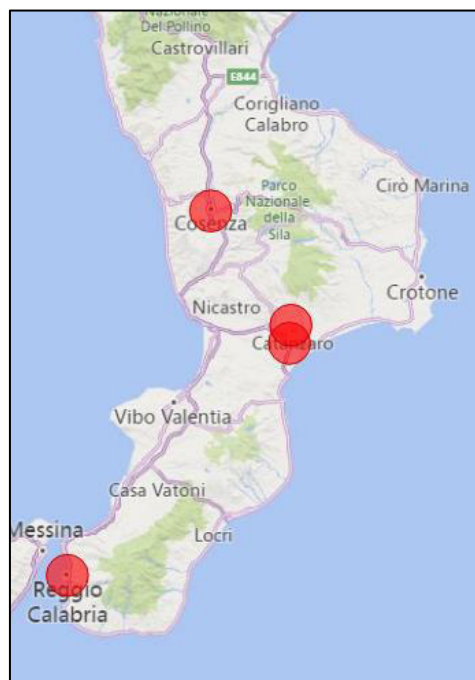 Nazionale
Del Pollino
Castrovillari
E844
Corigliano
Calabro
Parco
Nazionale
della
Sila
Cirò Marina
Cosenza
Crotone
Nicastro
Catanzaro
Vibo Valentia
Casa Vatoni
Locri
Messina
Reggio
Calabria